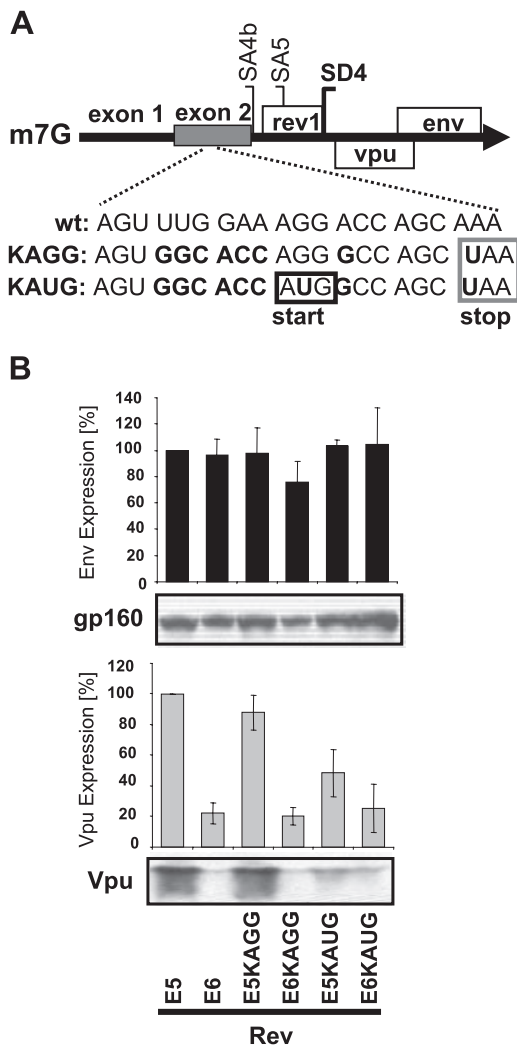 A
SA4b
SA5
SD4
exon 1
exon 2
rev1
env
m7G
vpu
wt: AGU UUG GAA AGG ACC AGC AAA
KAGG: AGU GGC ACC AGG GCC AGC UAA
KAUG: AGU GGC ACC AUG GCC AGC UAA
start stop
B
Env Expression [%]
140
120
100
80
60
40
20
0
gp160
Vpu Expression [%]
120
100
80
60
40
20
0
Vpu
E5
E6
E5KAGG
E6KAGG
E5KAUG
E6KAUG
Rev